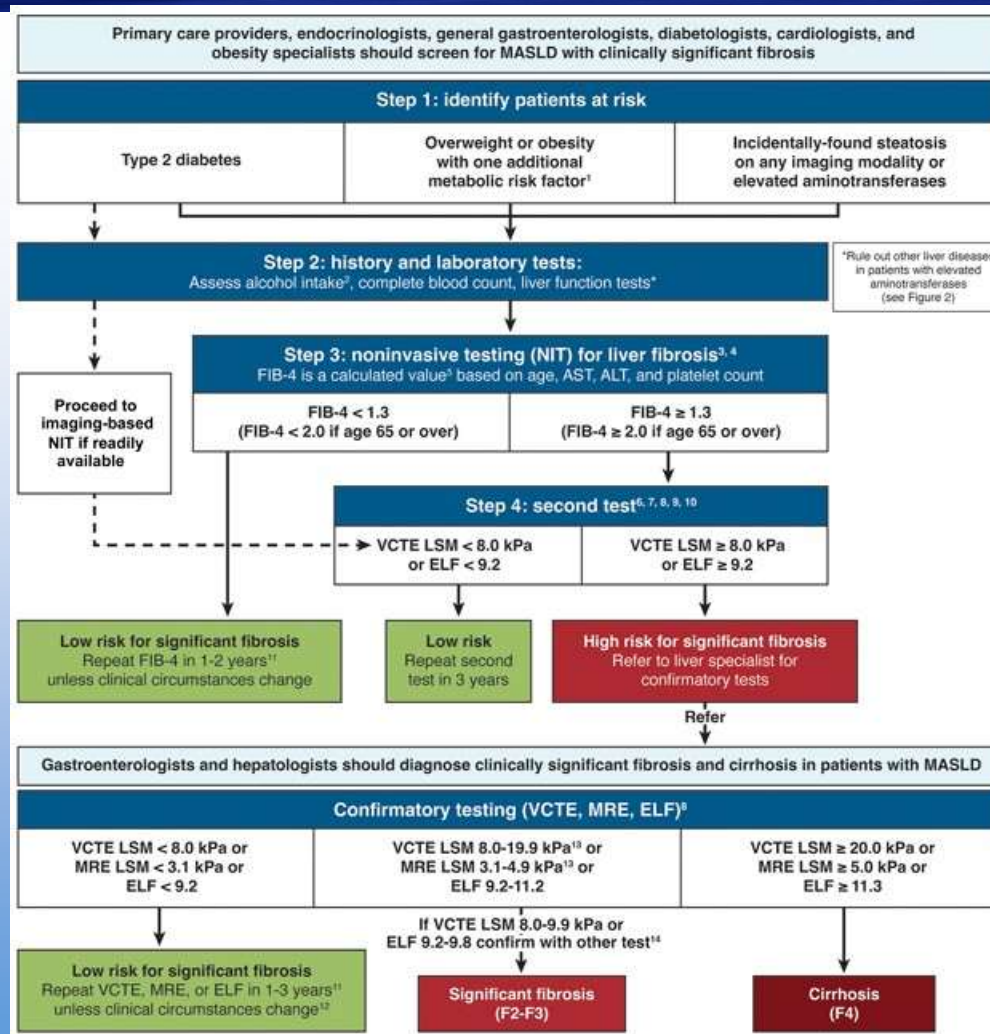 Primary care providers, endocrinologists, general gastroenterologists, diabetologists, cardiologists, and
obesity specialists should screen for MASLD with clinically significant fibrosis
Step 1: identify patients at risk
Type 2 diabetes
Overweight or obesity
with one additional
metabolic risk factor¹
Incidentally-found steatosis
on any imaging modality or
elevated aminotransferases
Step 2: history and laboratory tests:
Assess alcohol intake², complete blood count, liver function tests*
*Rule out other liver diseases
in patients with elevated
aminotransferases
(see Figure 2)
Step 3: noninvasive testing (NIT) for liver fibrosis³, ⁴
FIB-4 is a calculated value⁵ based on age, AST, ALT, and platelet count
Proceed to
imaging-based
NIT if readily
available
FIB-4 < 1.3
(FIB-4 < 2.0 if age 65 or over)
FIB-4 ≥ 1.3
(FIB-4 ≥ 2.0 if age 65 or over)
Step 4: second test⁶, ⁷, ⁸, ⁹, ¹⁰
VCTE LSM < 8.0 kPa
or ELF < 9.2
VCTE LSM ≥ 8.0 kPa
or ELF ≥ 9.2
Low risk for significant fibrosis
Repeat FIB-4 in 1-2 years¹¹
unless clinical circumstances change
Low risk
Repeat second
test in 3 years
High risk for significant fibrosis
Refer to liver specialist for
confirmatory tests
Refer
Gastroenterologists and hepatologists should diagnose clinically significant fibrosis and cirrhosis in patients with MASLD
Confirmatory testing (VCTE, MRE, ELF)⁸
VCTE LSM < 8.0 kPa or
MRE LSM < 3.1 kPa or
ELF < 9.2
VCTE LSM 8.0-19.9 kPa¹³ or
MRE LSM 3.1-4.9 kPa¹³ or
ELF 9.2-11.2
VCTE LSM ≥ 20.0 kPa or
MRE LSM ≥ 5.0 kPa or
ELF ≥ 11.3
If VCTE LSM 8.0-9.9 kPa or
ELF 9.2-9.8 confirm with other test¹⁴
Low risk for significant fibrosis
Repeat VCTE, MRE, or ELF in 1-3 years¹¹
unless clinical circumstances change¹²
Significant fibrosis
(F2-F3)
Cirrhosis
(F4)